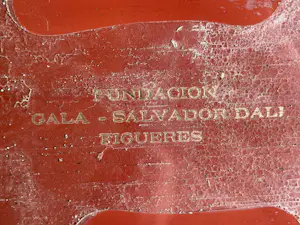 FUNDACION
GALA - SALVADOR DALI
FIGUERES